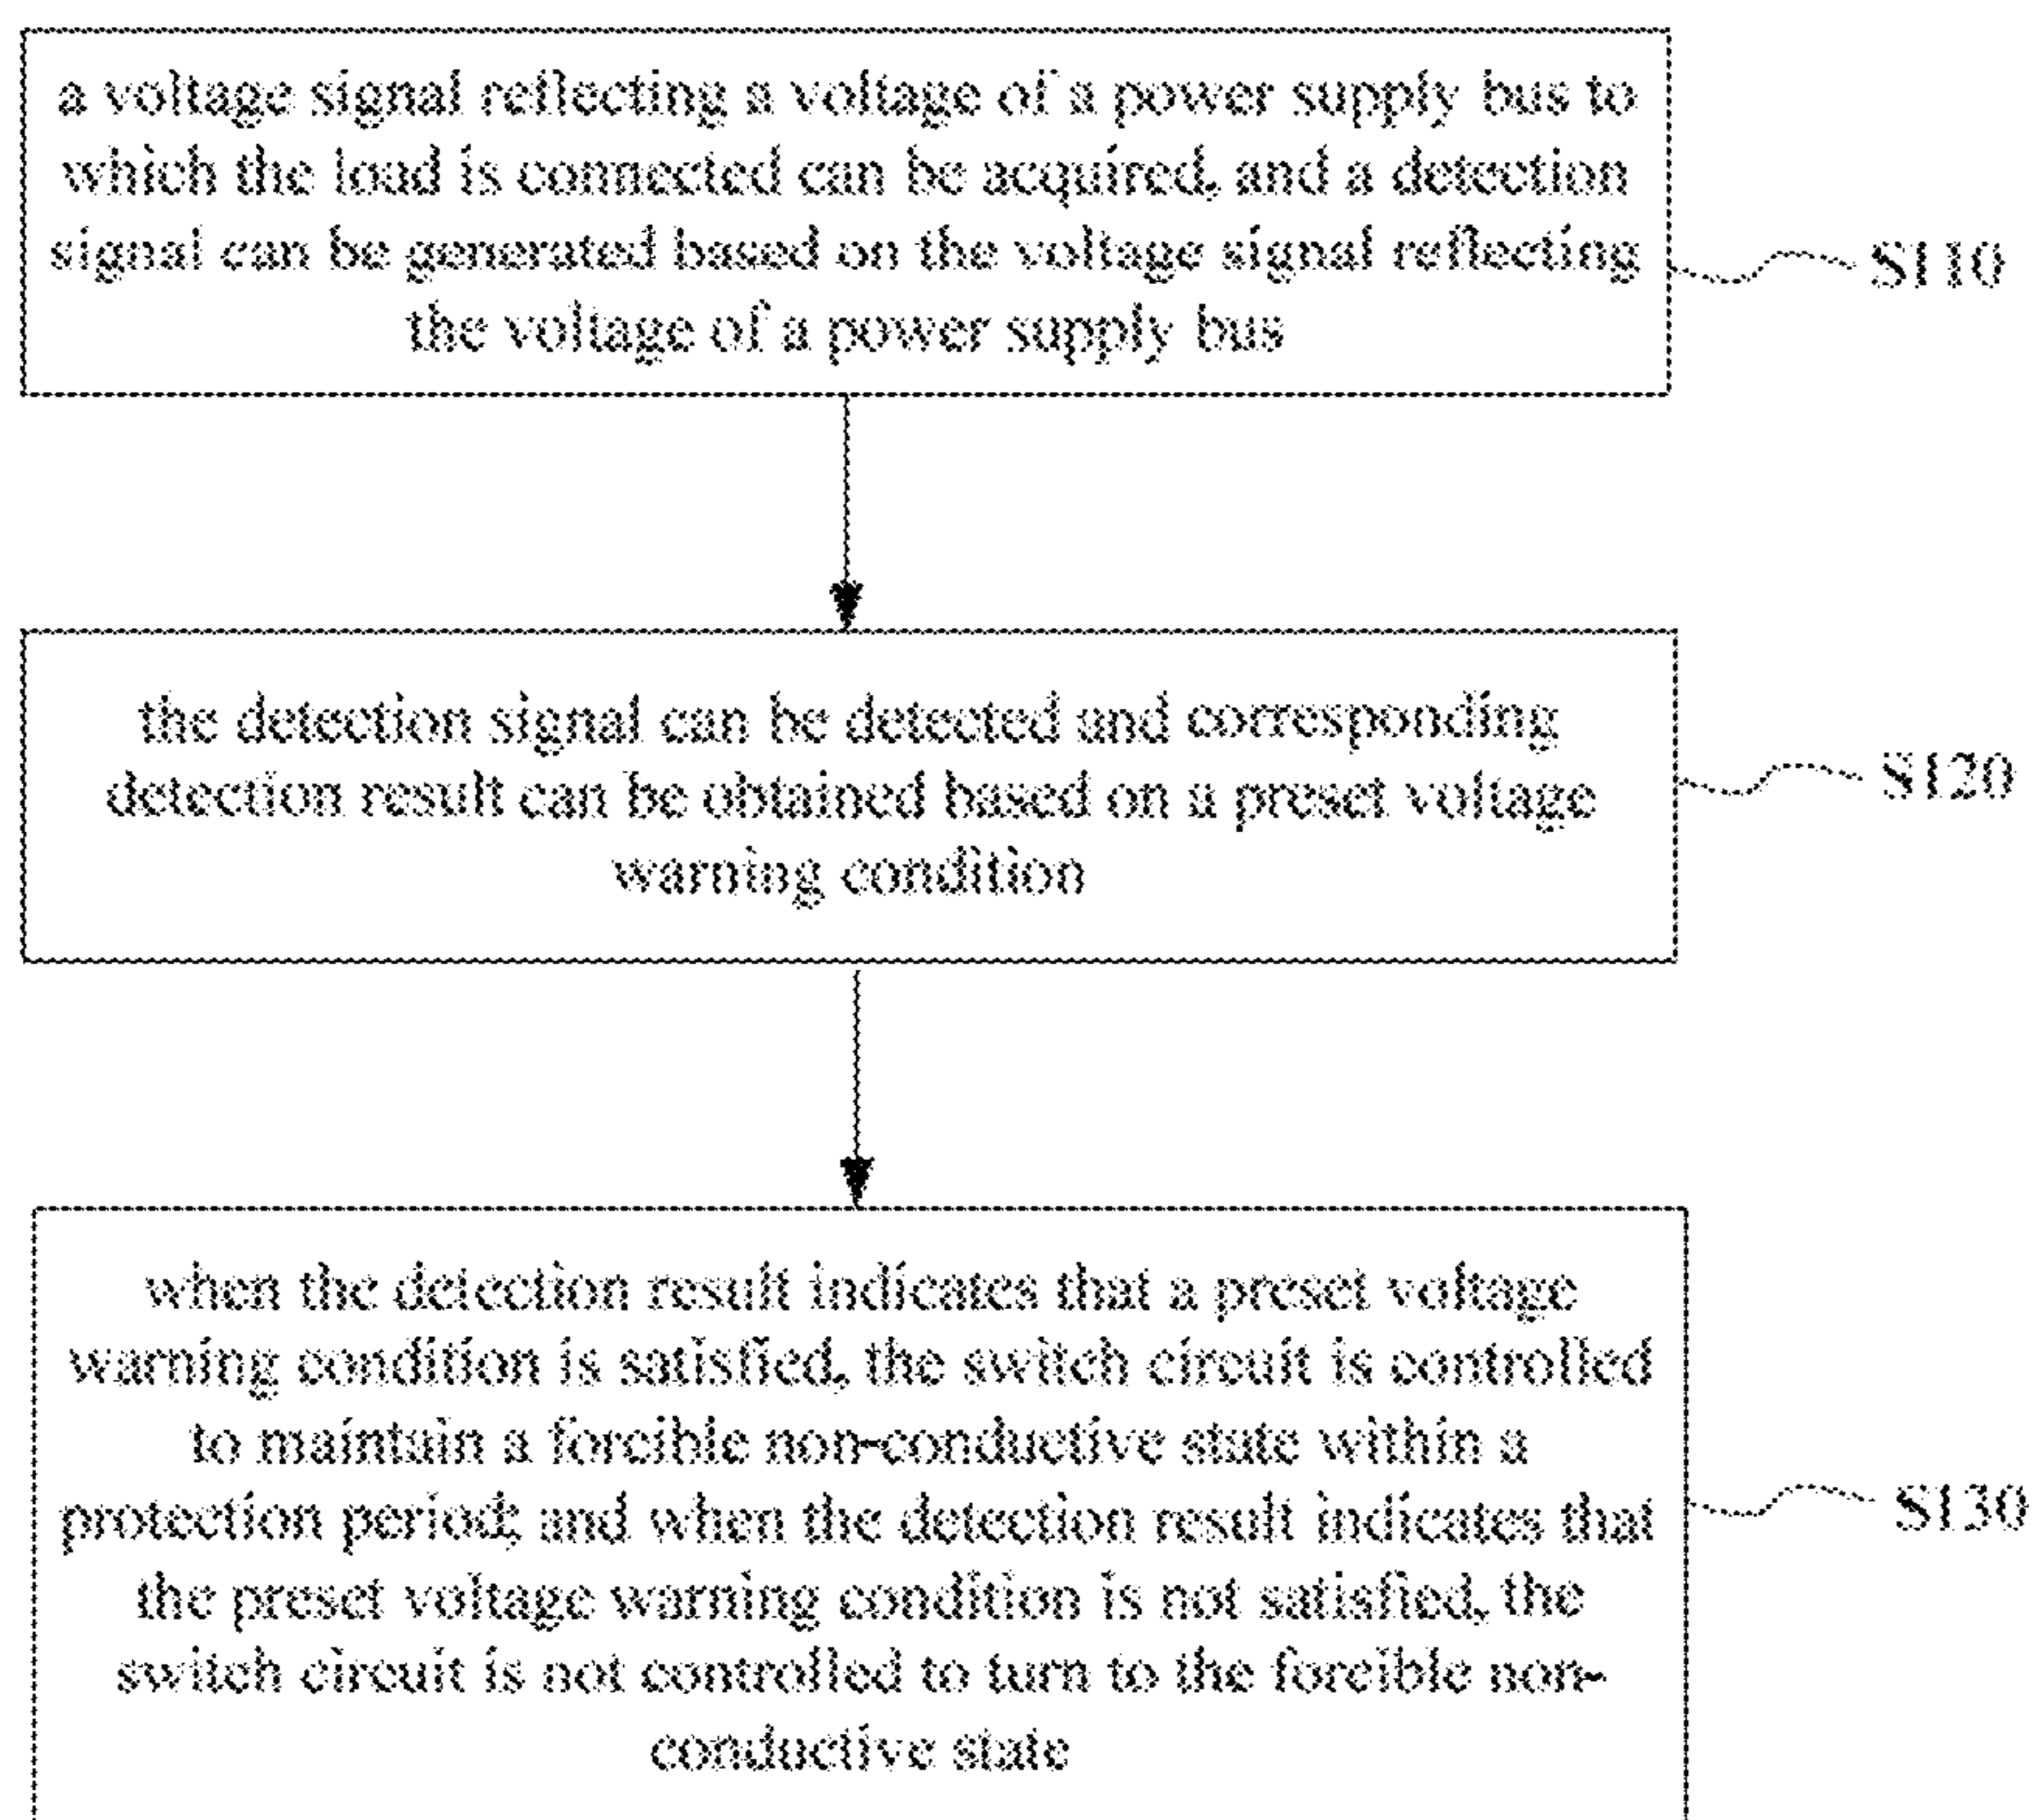 a voltage signal reflecting a voltage of a power supply bus to
which the load is connected can be acquired, and a detection
signal can be generated based on the voltage signal reflecting
the voltage of a power supply bus
S110
the detection signal can be detected and corresponding
detection result can be obtained based on a preset voltage
warning condition
S120
when the detection result indicates that a preset voltage
warning condition is satisfied, the switch circuit is controlled
to maintain a forcible non-conductive state within a
protection period; and when the detection result indicates that
the preset voltage warning condition is not satisfied, the
switch circuit is not controlled to turn to the forcible non-
conductive state
S130